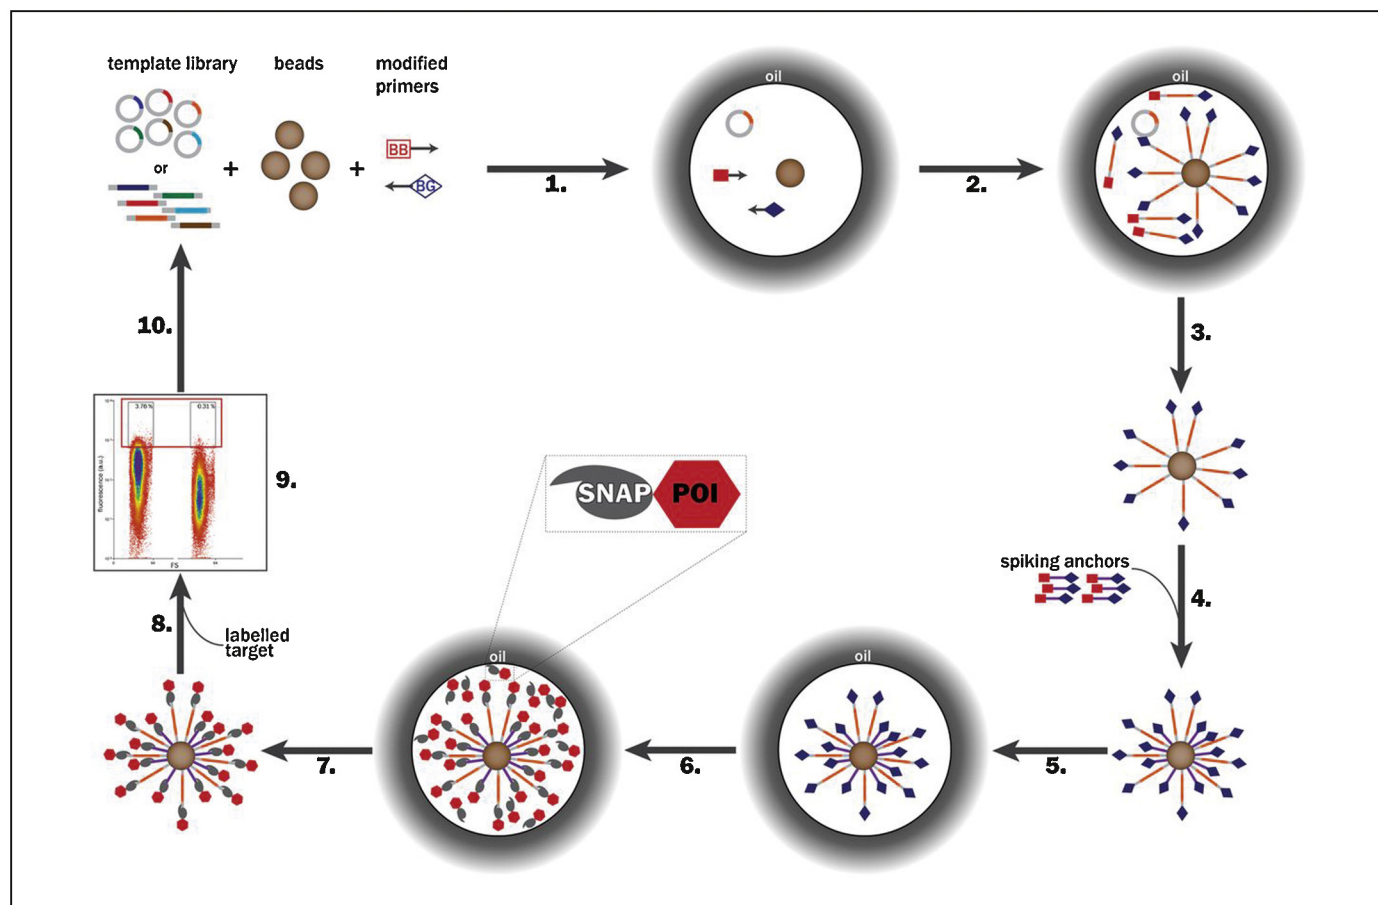 template library
beads
modified
primers
or
+
+
BB
BG
1.
oil
2.
oil
3.
spiking anchors
4.
5.
oil
6.
SNAP
POI
oil
7.
8.
labelled
target
3.76 %
0.31 %
fluorescence (a.u.)
FS
9.
10.